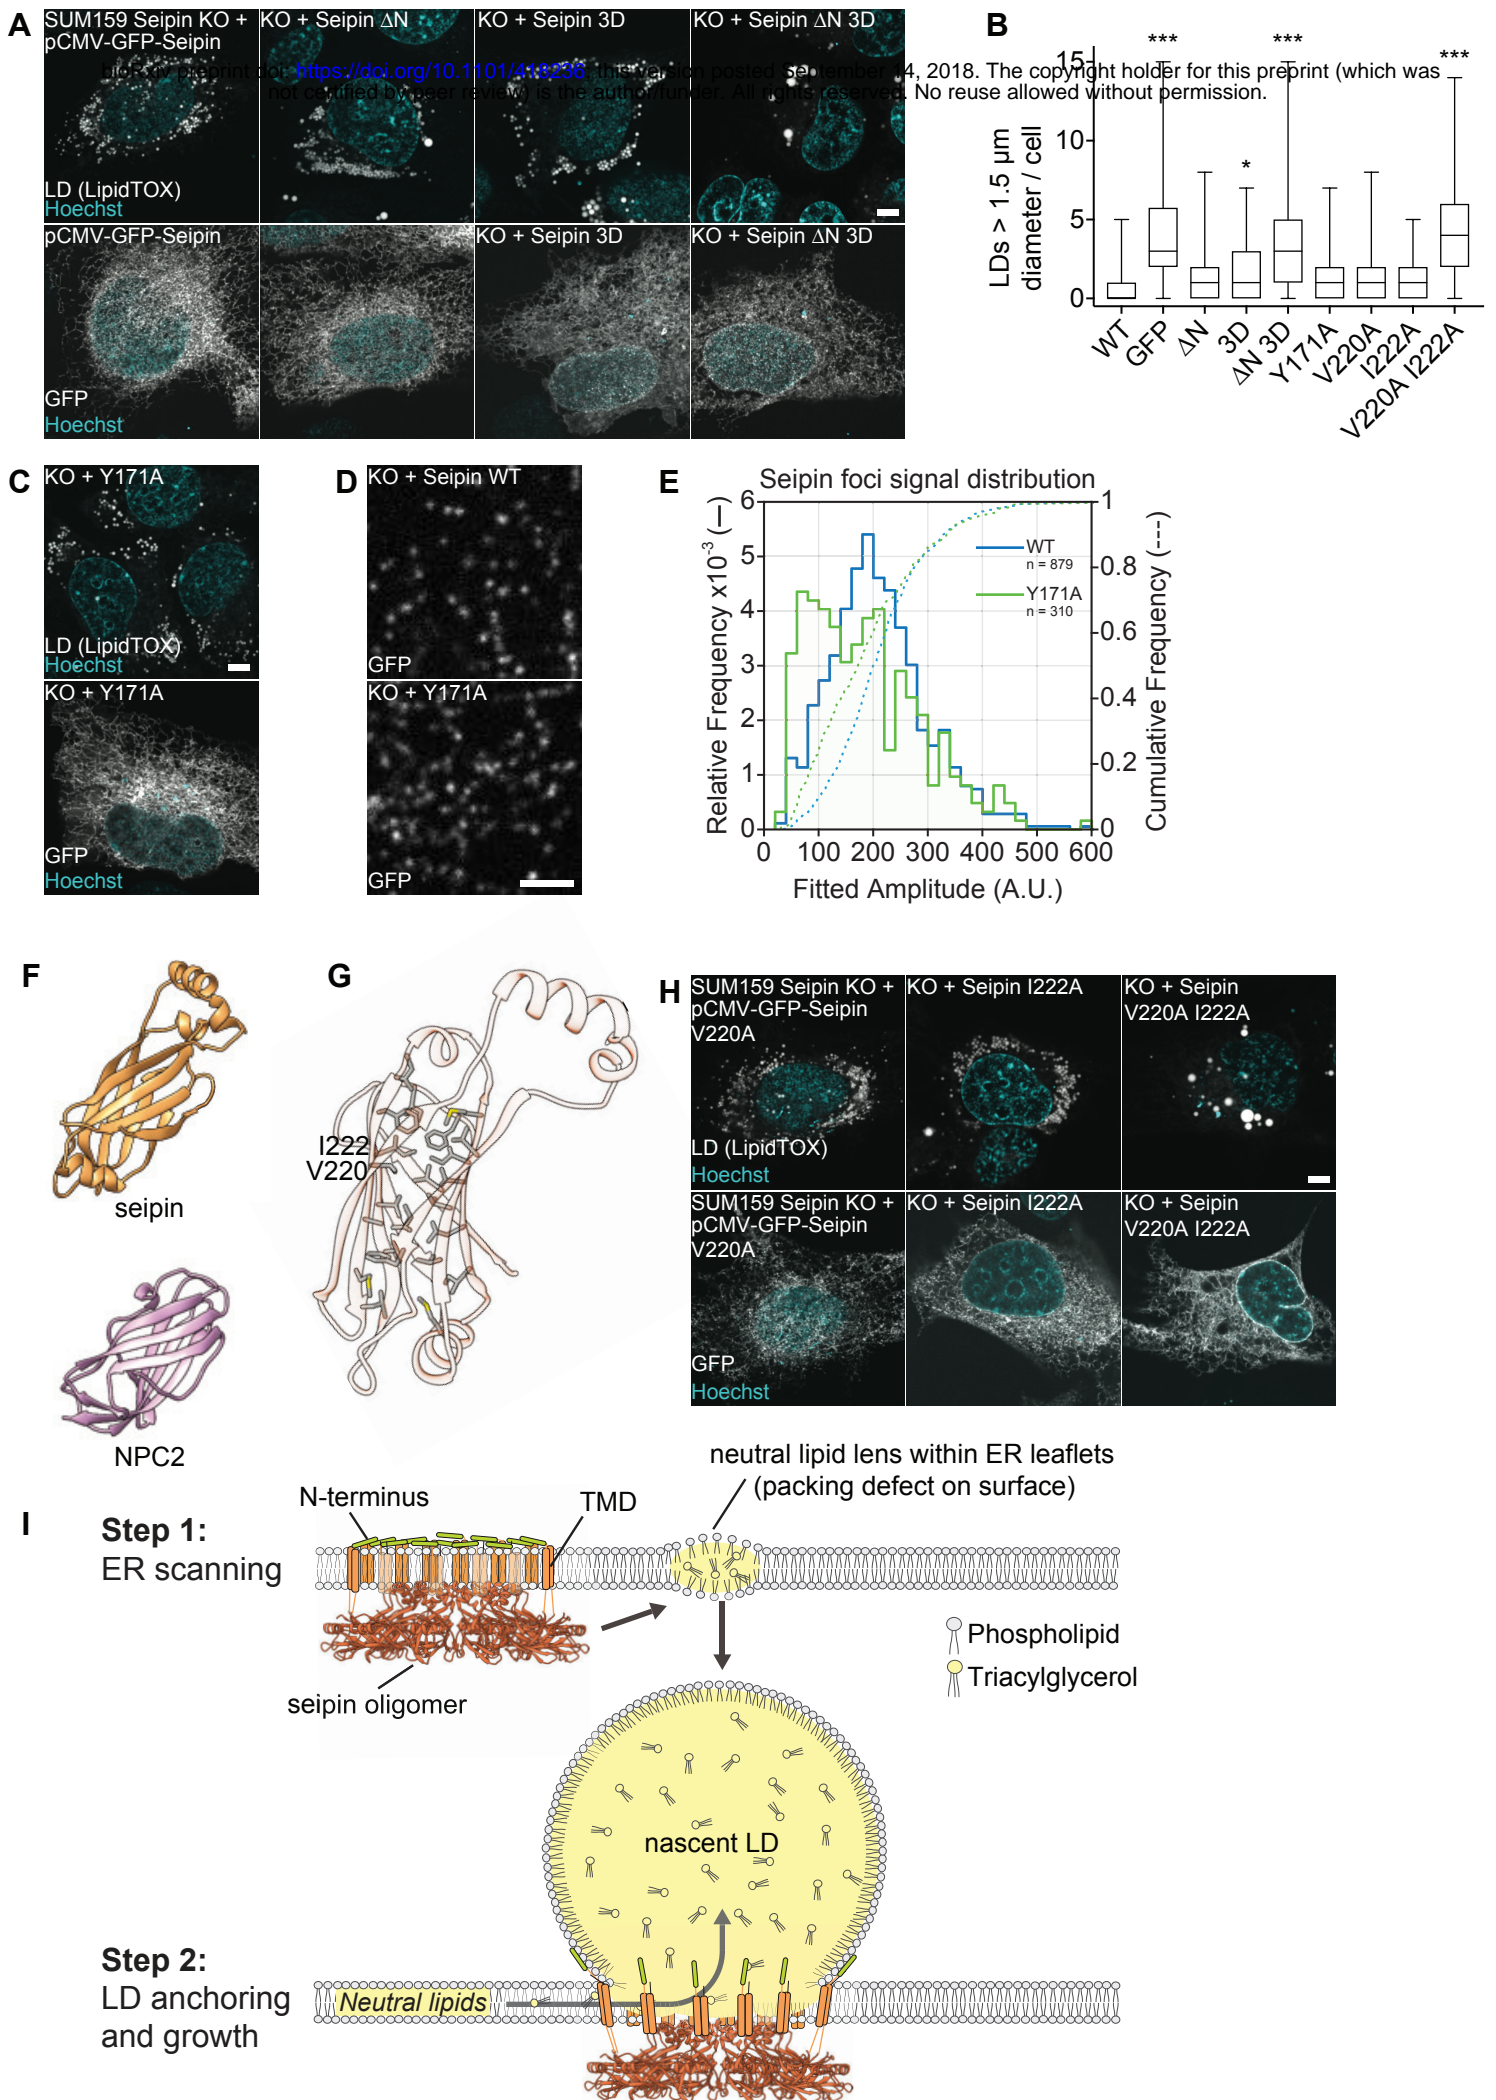 A
SUM159 Seipin KO +
pCMV-GFP-Seipin
KO + Seipin ΔN
KO + Seipin 3D
KO + Seipin ΔN 3D
bioRxiv preprint doi: https://doi.org/10.1101/418236; this version posted September 14, 2018. The copyright holder for this preprint (which was
not certified by peer review) is the author/funder. All rights reserved. No reuse allowed without permission.
LD (LipidTOX)
Hoechst
pCMV-GFP-Seipin
KO + Seipin 3D
KO + Seipin ΔN 3D
GFP
Hoechst
B
LDs > 1.5 µm
diameter / cell
15
10
5
0
***
*
***
***
WT
GFP
ΔN
3D
ΔN 3D
Y171A
V220A
I222A
V220A I222A
C
KO + Y171A
LD (LipidTOX)
Hoechst
KO + Y171A
GFP
Hoechst
D
KO + Seipin WT
GFP
KO + Y171A
GFP
E
Seipin foci signal distribution
Relative Frequency x10-3 (—)
6
5
4
3
2
1
0
WT
n = 879
Y171A
n = 310
1
0.8
0.6
0.4
0.2
0
Cumulative Frequency (---)
0 100 200 300 400 500 600
Fitted Amplitude (A.U.)
F
seipin
NPC2
G
I222
V220
H
SUM159 Seipin KO +
pCMV-GFP-Seipin
V220A
KO + Seipin I222A
KO + Seipin
V220A I222A
LD (LipidTOX)
Hoechst
SUM159 Seipin KO +
pCMV-GFP-Seipin
V220A
KO + Seipin I222A
KO + Seipin
V220A I222A
GFP
Hoechst
I
Step 1:
ER scanning
N-terminus
TMD
neutral lipid lens within ER leaflets
(packing defect on surface)
seipin oligomer
Phospholipid
Triacylglycerol
nascent LD
Step 2:
LD anchoring
and growth
Neutral lipids